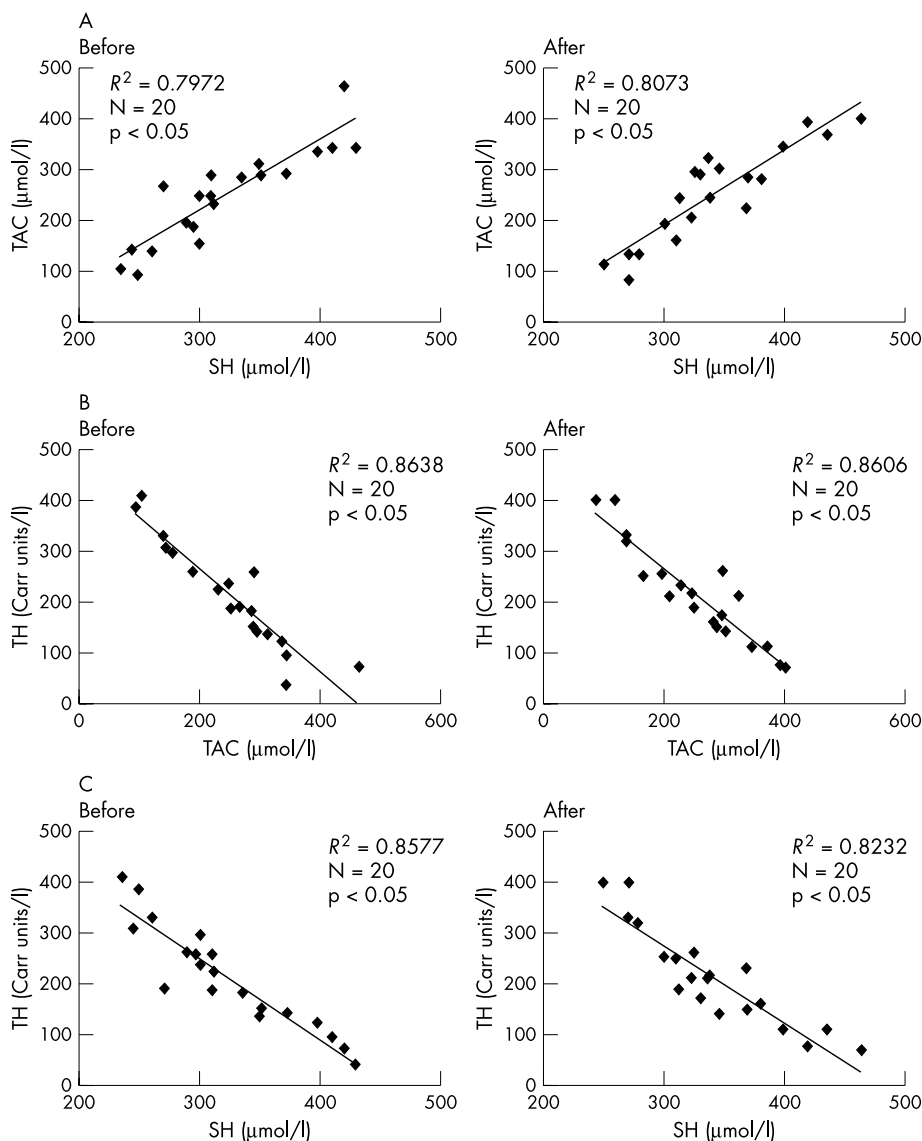 A
Before
R² = 0.7972
N = 20
p < 0.05
TAC (μmol/l)
500
400
300
200
100
0
200
300
400
500
SH (μmol/l)
After
R² = 0.8073
N = 20
p < 0.05
TAC (μmol/l)
500
400
300
200
100
0
200
300
400
500
SH (μmol/l)
B
Before
R² = 0.8638
N = 20
p < 0.05
TH (Carr units/l)
500
400
300
200
100
0
0
200
400
600
TAC (μmol/l)
After
R² = 0.8606
N = 20
p < 0.05
TH (Carr units/l)
500
400
300
200
100
0
0
200
400
600
TAC (μmol/l)
C
Before
R² = 0.8577
N = 20
p < 0.05
TH (Carr units/l)
500
400
300
200
100
0
200
300
400
500
SH (μmol/l)
After
R² = 0.8232
N = 20
p < 0.05
TH (Carr units/l)
500
400
300
200
100
0
200
300
400
500
SH (μmol/l)